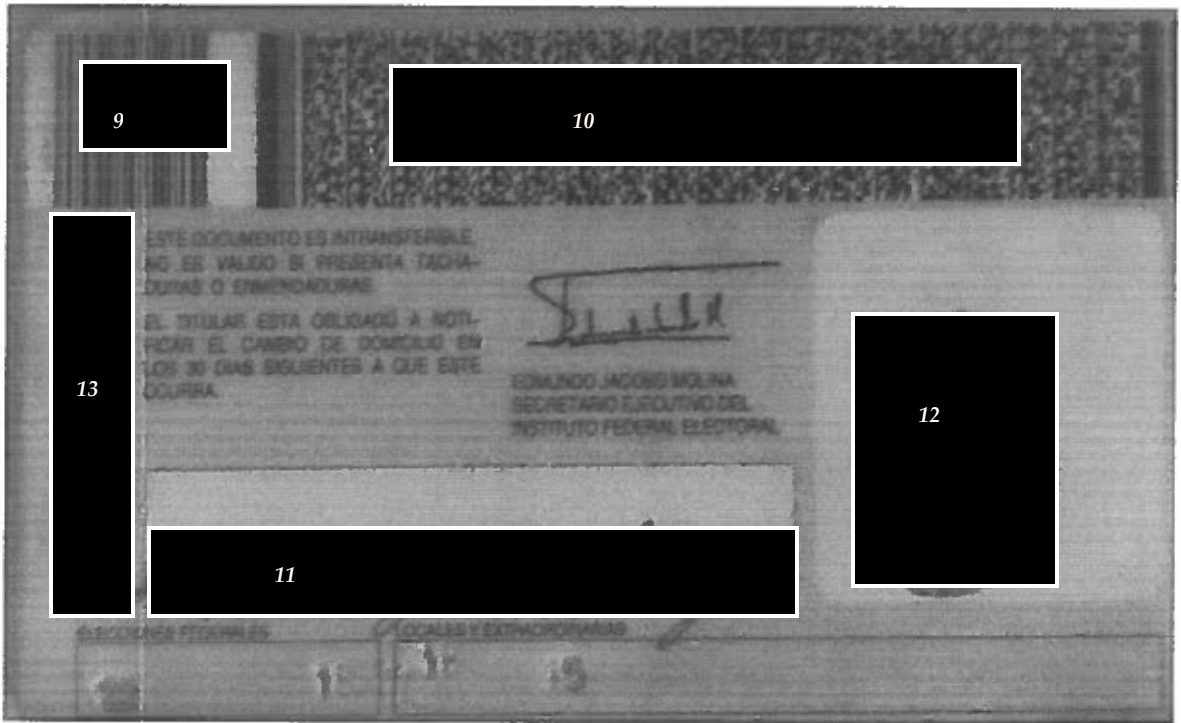 9
10
ESTE DOCUMENTO ES INTRANSFERIBLE,
NO ES VALIDO SI PRESENTA TACHA-
DURAS O ENMENDADURAS.
EL TITULAR ESTA OBLIGADO A NOTI-
FICAR EL CAMBIO DE DOMICILIO EN
LOS 30 DIAS SIGUIENTES A QUE ESTE
OCURRA.
EDMUNDO JACOBO MOLINA
SECRETARIO EJECUTIVO DEL
INSTITUTO FEDERAL ELECTORAL
13
12
11
ELECCIONES FEDERALES
LOCALES Y EXTRAORDINARIAS